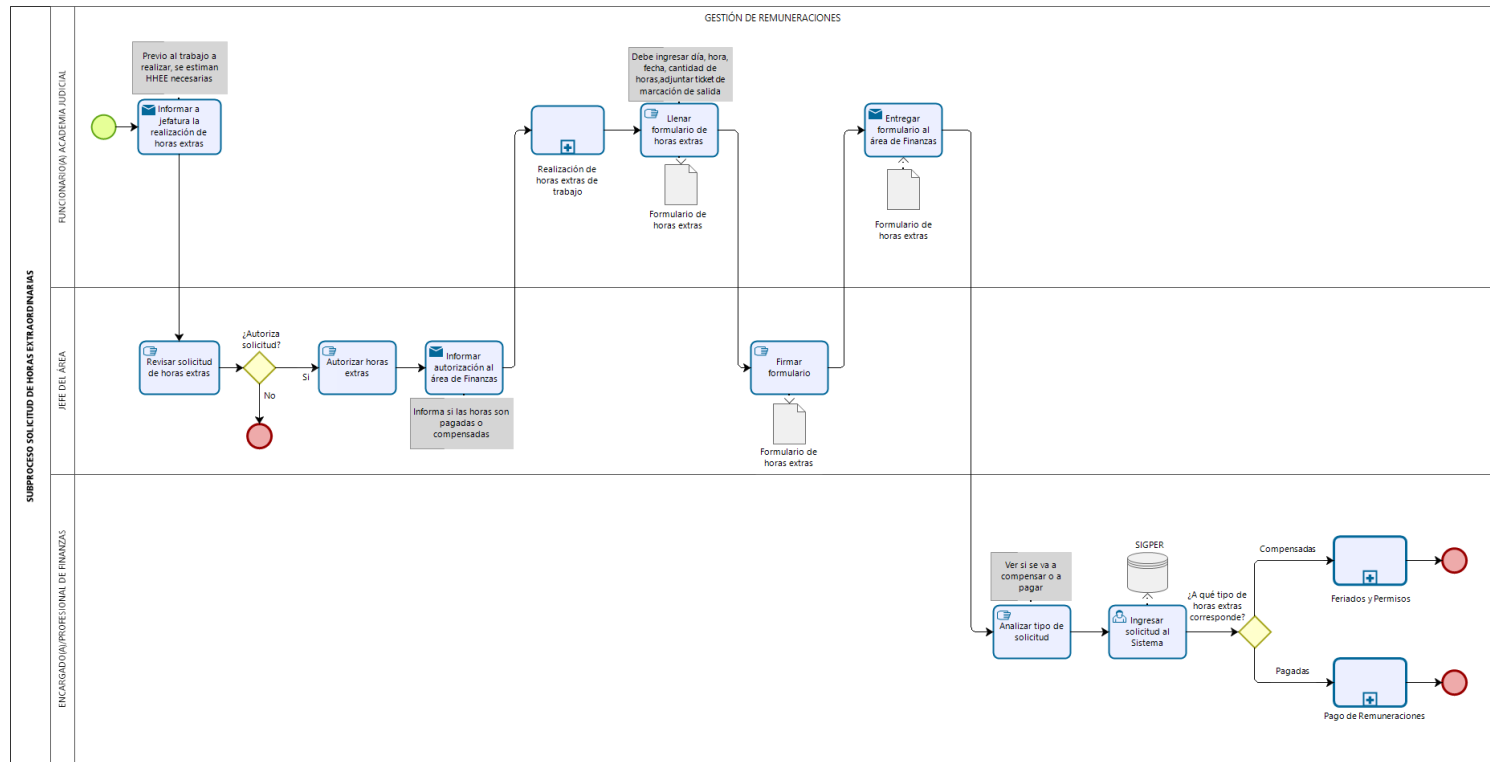 GESTIÓN DE REMUNERACIONES
SUBPROCESO SOLICITUD DE HORAS EXTRAORDINARIAS
FUNCIONARIO(A) ACADEMIA JUDICIAL
Previo al trabajo a
realizar, se estiman
HHEE necesarias
Informar a
jefatura la
realización de
horas extras
Realización de
horas extras de
trabajo
Debe ingresar día, hora,
fecha, cantidad de
horas,adjuntar ticket de
marcación de salida
Llenar
formulario de
horas extras
Formulario de
horas extras
Entregar
formulario al
área de Finanzas
Formulario de
horas extras
JEFE DEL ÁREA
Revisar solicitud
de horas extras
¿Autoriza
solicitud?
Si
No
Autorizar horas
extras
Informar
autorización al
área de Finanzas
Informa si las horas son
pagadas o
compensadas
Firmar
formulario
Formulario de
horas extras
ENCARGADO(A)/PROFESIONAL DE FINANZAS
Ver si se va a
compensar o a
pagar
Analizar tipo de
solicitud
SIGPER
Ingresar
solicitud al
Sistema
¿A qué tipo de
horas extras
corresponde?
Compensadas
Feriados y Permisos
Pagadas
Pago de Remuneraciones